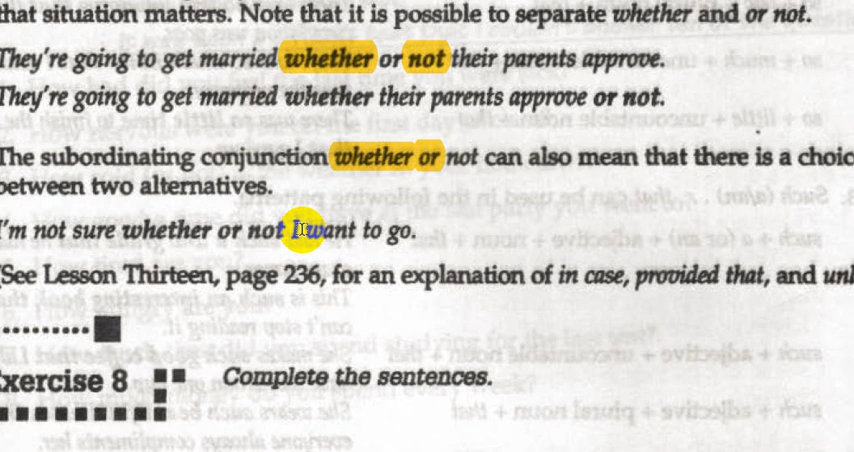 that situation matters. Note that it is possible to separate whether and or not.
They're going to get married whether or not their parents approve.
They're going to get married whether their parents approve or not.
The subordinating conjunction whether or not can also mean that there is a choic
between two alternatives.
I'm not sure whether or not I want to go.
See Lesson Thirteen, page 236, for an explanation of in case, provided that, and unl
xercise 8 Complete the sentences.